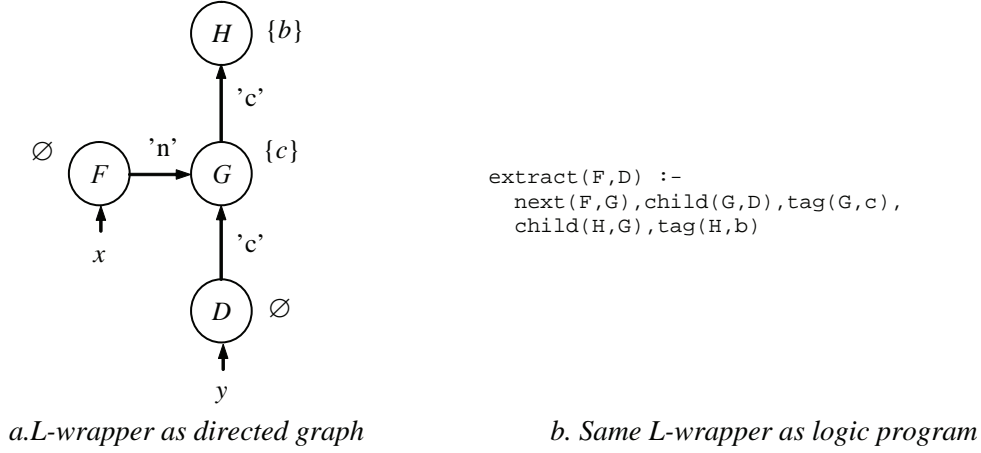 H {b}
'c'
∅ 'n' {c}
F G
x
'c'
D ∅
y
extract(F,D) :-
next(F,G),child(G,D),tag(G,c),
child(H,G),tag(H,b)
a.L-wrapper as directed graph
b. Same L-wrapper as logic program